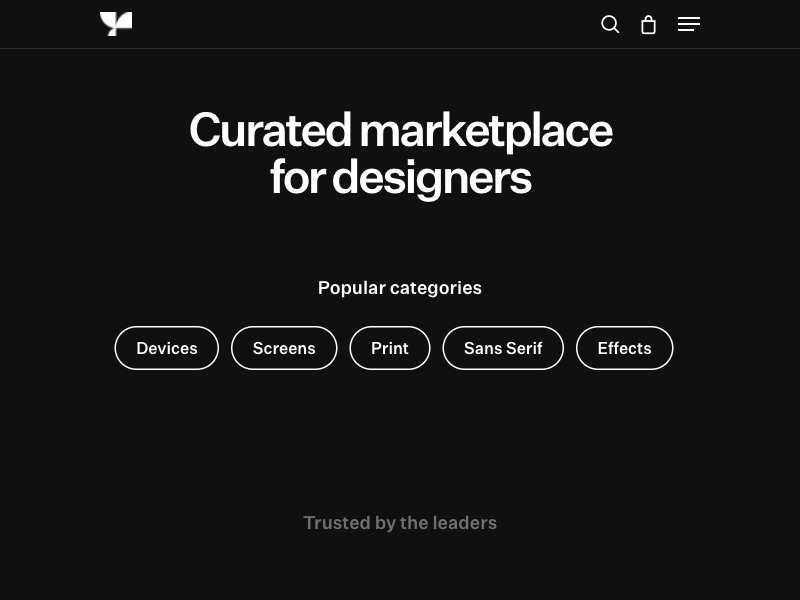 Curated marketplace
for designers
Popular categories
Devices
Screens
Print
Sans Serif
Effects
Trusted by the leaders